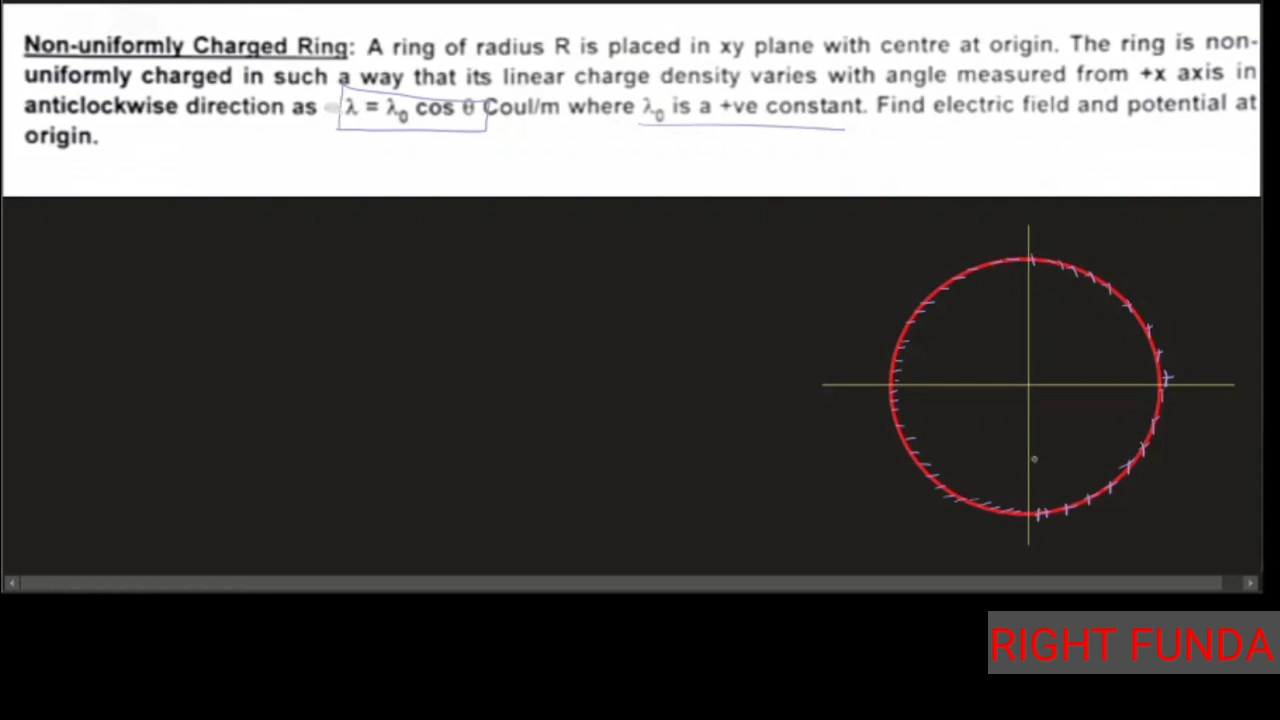 Non-uniformly Charged Ring: A ring of radius R is placed in xy plane with centre at origin. The ring is non-
uniformly charged in such a way that its linear charge density varies with angle measured from +x axis in
anticlockwise direction as λ = λ₀ cos θ Coul/m where λ₀ is a +ve constant. Find electric field and potential at
origin.
RIGHT FUNDA